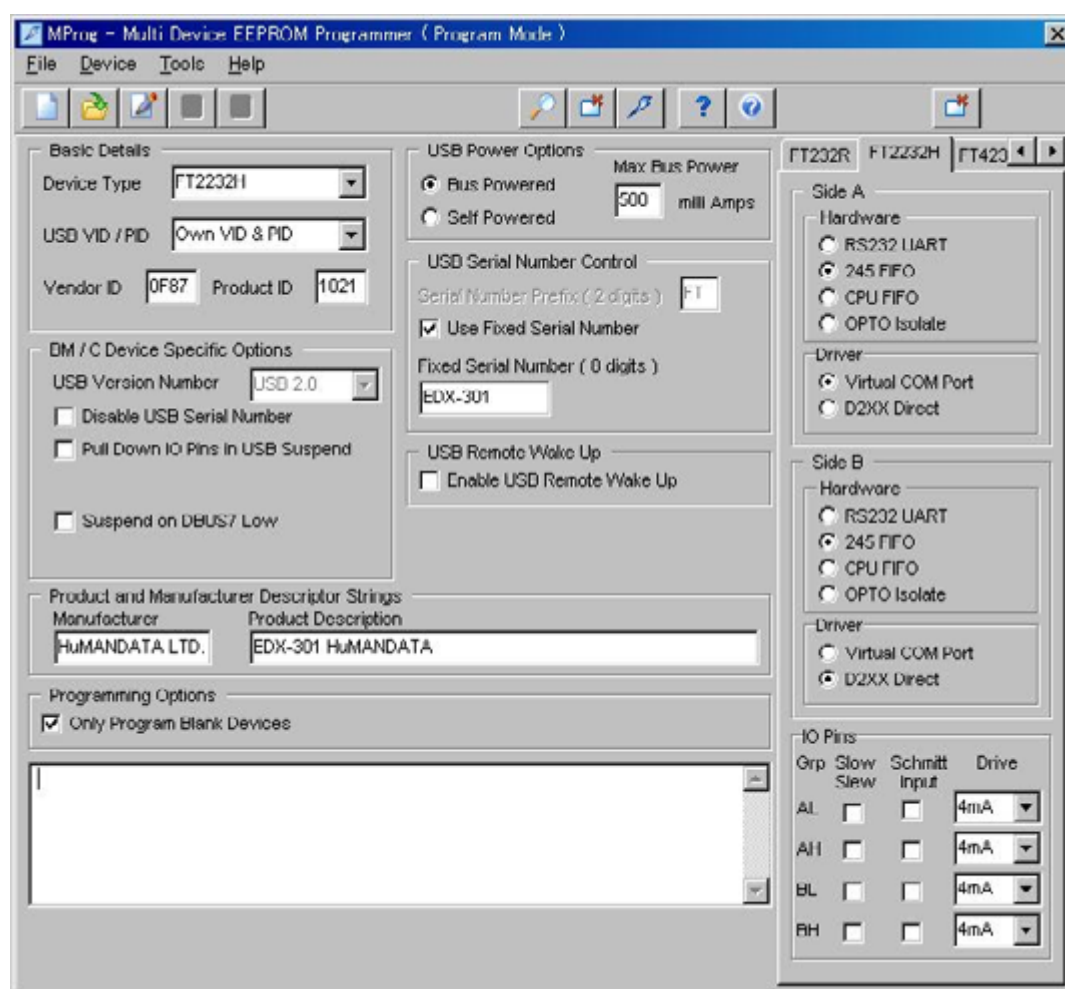 MProg - Multi Device EEPROM Programmer ( Program Mode )
File Device Tools Help
Basic Details
Device Type FT2232H
USB VID / PID Own VID & PID
Vendor ID 0F87 Product ID 1021
BM / C Device Specific Options
USB Version Number USB 2.0
Disable USB Serial Number
Pull Down IO Pins in USB Suspend
Suspend on DBUS7 Low
USB Power Options
Bus Powered
Self Powered
Max Bus Power
500 milli Amps
USB Serial Number Control
Serial Number Prefix ( 2 digits ) FT
Use Fixed Serial Number
Fixed Serial Number ( 0 digits )
EDX-301
USB Remote Wake Up
Enable USB Remote Wake Up
Product and Manufacturer Descriptor Strings
Manufacturer Product Description
HuMANDATA LTD. EDX-301 HuMANDATA
Programming Options
Only Program Blank Devices
FT232R FT2232H FT423
Side A
Hardware
RS232 UART
245 FIFO
CPU FIFO
OPTO Isolate
Driver
Virtual COM Port
D2XX Direct
Side B
Hardware
RS232 UART
245 FIFO
CPU FIFO
OPTO Isolate
Driver
Virtual COM Port
D2XX Direct
IO Pins
Grp Slow Slew Schmitt Input Drive
AL 4mA
AH 4mA
BL 4mA
BH 4mA